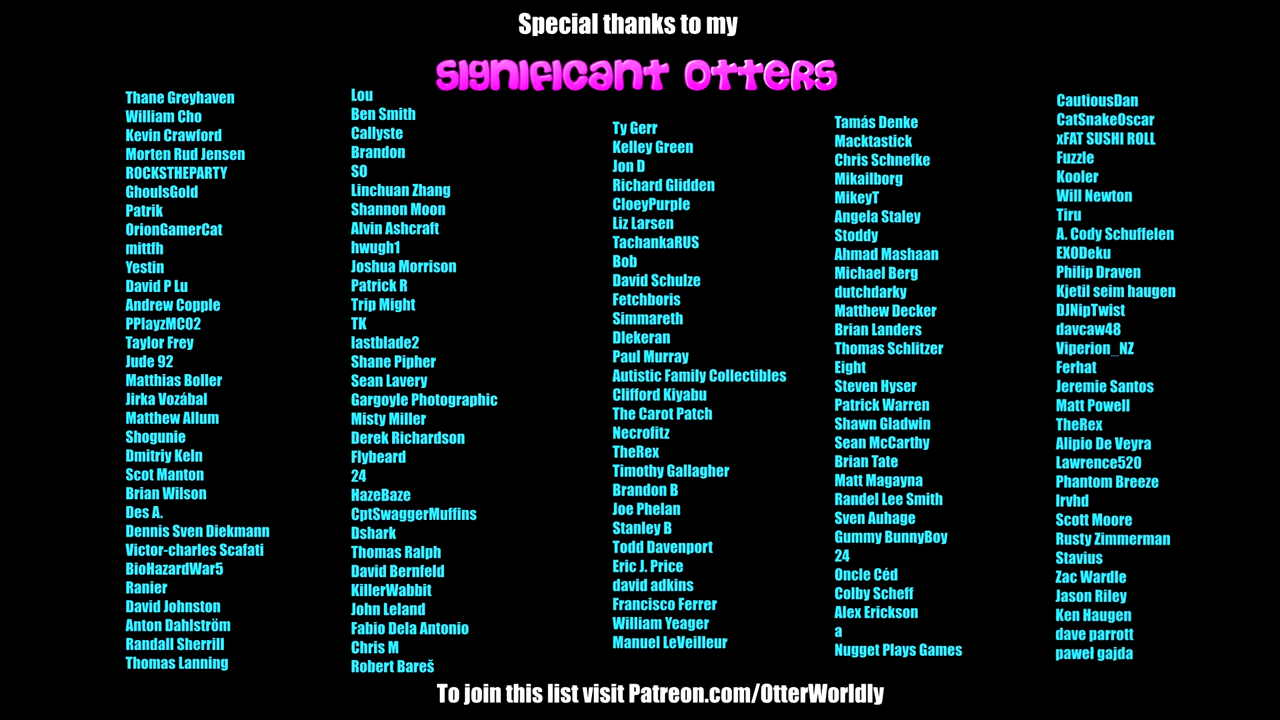 Special thanks to my
SIGNIFICANT OTTERS
Thane Greyhaven
William Cho
Kevin Crawford
Morten Rud Jensen
ROCKSTHEPARTY
GhoulsGold
Patrik
OrionGamerCat
mittfh
Yestin
David P Lu
Andrew Copple
PPlayzMC02
Taylor Frey
Jude 92
Matthias Boller
Jirka Vozábal
Matthew Allum
Shogunie
Dmitriy Keln
Scot Manton
Brian Wilson
Des A.
Dennis Sven Diekmann
Victor-charles Scafati
BioHazardWar5
Ranier
David Johnston
Anton Dahlström
Randall Sherrill
Thomas Lanning
Lou
Ben Smith
Callyste
Brandon
SO
Linchuan Zhang
Shannon Moon
Alvin Ashcraft
hwugh1
Joshua Morrison
Patrick R
Trip Might
TK
lastblade2
Shane Pipher
Sean Lavery
Gargoyle Photographic
Misty Miller
Derek Richardson
Flybeard
24
HazeBaze
CptSwaggerMuffins
Dshark
Thomas Ralph
David Bernfeld
KillerWabbit
John Leland
Fabio Dela Antonio
Chris M
Robert Bareš
Ty Gerr
Kelley Green
Jon D
Richard Glidden
CloeyPurple
Liz Larsen
TachankaRUS
Bob
David Schulze
Fetchboris
Simmareth
Dlekeran
Paul Murray
Autistic Family Collectibles
Clifford Kiyabu
The Carot Patch
Necrofitz
TheRex
Timothy Gallagher
Brandon B
Joe Phelan
Stanley B
Todd Davenport
Eric J. Price
david adkins
Francisco Ferrer
William Yeager
Manuel LeVeilleur
Tamás Denke
Macktastick
Chris Schnefke
Mikailborg
MikeyT
Angela Staley
Stoddy
Ahmad Mashaan
Michael Berg
dutchdarky
Matthew Decker
Brian Landers
Thomas Schlitzer
Eight
Steven Hyser
Patrick Warren
Shawn Gladwin
Sean McCarthy
Brian Tate
Matt Magayna
Randel Lee Smith
Sven Auhage
Gummy BunnyBoy
24
Oncle Céd
Colby Scheff
Alex Erickson
a
Nugget Plays Games
CautiousDan
CatSnakeOscar
xFAT SUSHI ROLL
Fuzzle
Kooler
Will Newton
Tiru
A. Cody Schuffelen
EXODeku
Philip Draven
Kjetil seim haugen
DJNipTwist
davcaw48
Viperion_NZ
Ferhat
Jeremie Santos
Matt Powell
TheRex
Alipio De Veyra
Lawrence520
Phantom Breeze
lrvhd
Scott Moore
Rusty Zimmerman
Stavius
Zac Wardle
Jason Riley
Ken Haugen
dave parrott
pawel gajda
To join this list visit Patreon.com/OtterWorldly